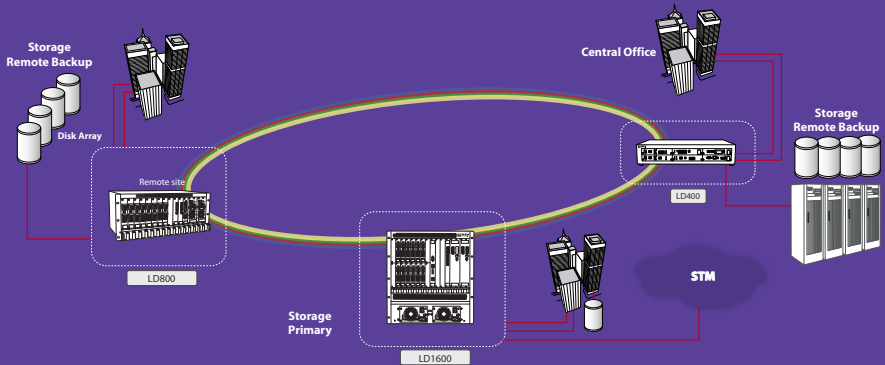 Storage
Remote Backup
Disk Array
Remote site
LD800
Central Office
Storage
Remote Backup
LD400
STM
Storage
Primary
LD1600